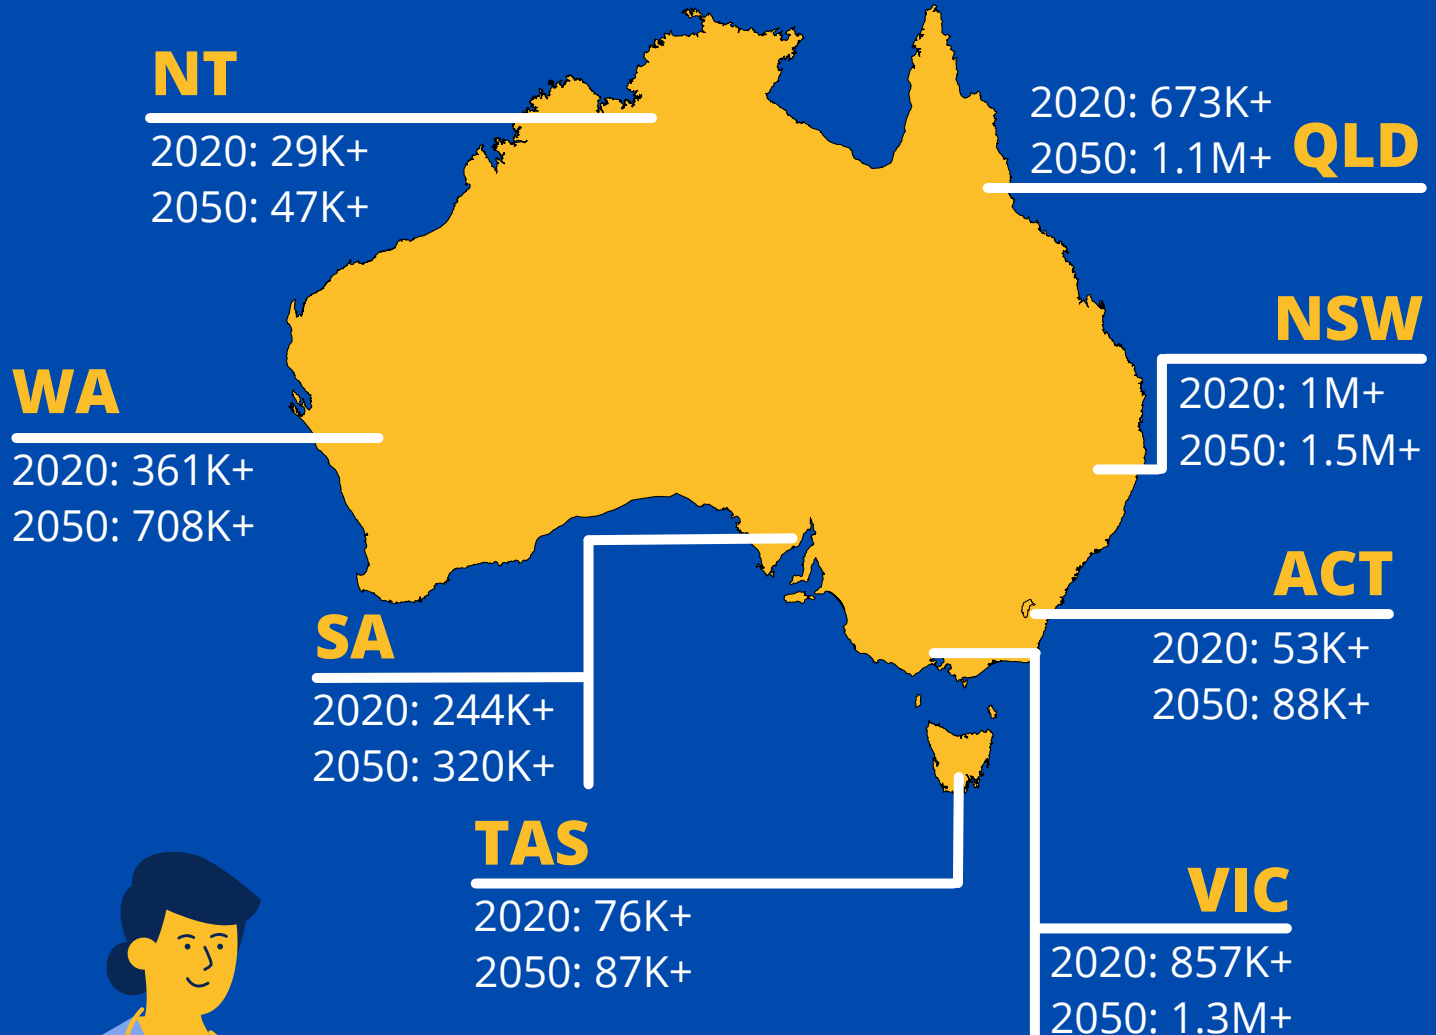 NT
2020: 29K+
2050: 47K+
2020: 673K+
2050: 1.1M+
QLD
NSW
2020: 1M+
2050: 1.5M+
WA
2020: 361K+
2050: 708K+
ACT
2020: 53K+
2050: 88K+
SA
2020: 244K+
2050: 320K+
TAS
2020: 76K+
2050: 87K+
VIC
2020: 857K+
2050: 1.3M+